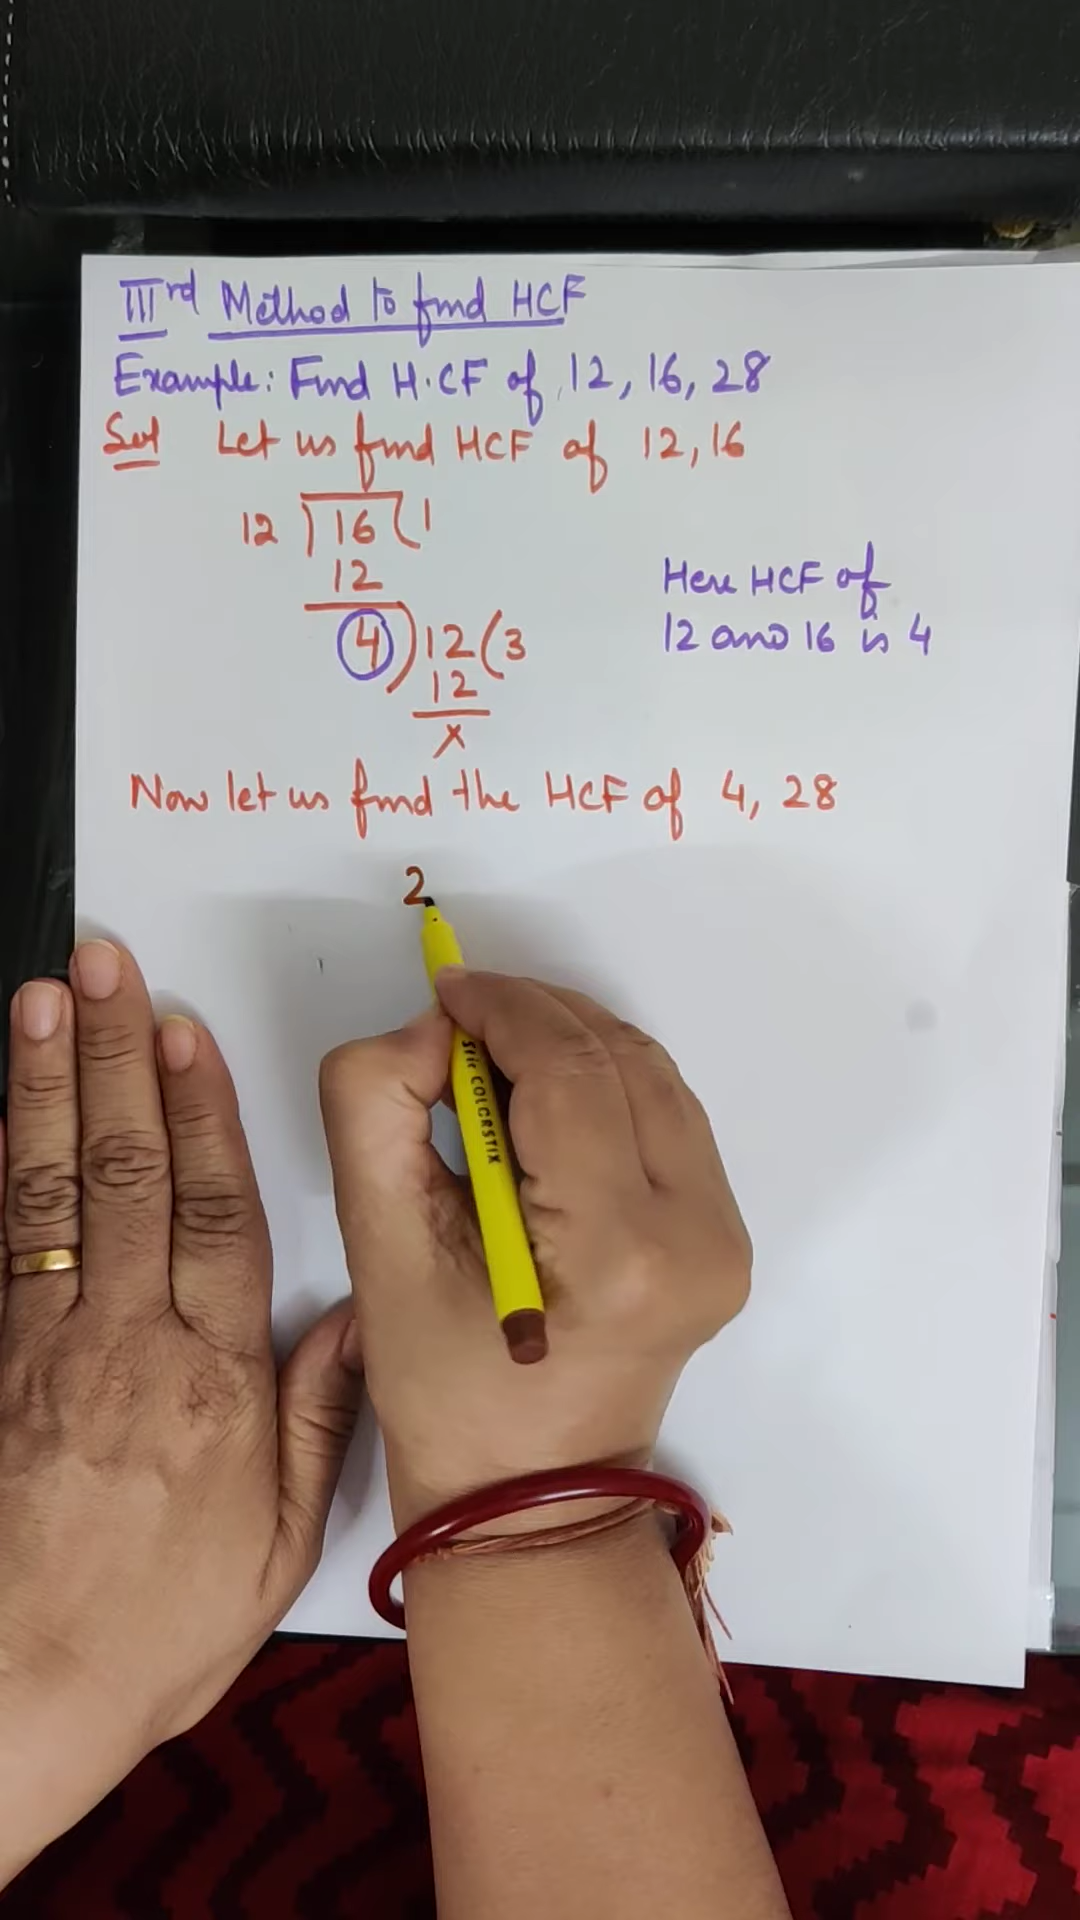 IIIrd Method to find HCF
Example: Find H.CF of 12, 16, 28
Sol Let us find HCF of 12, 16
12 ) 16 ( 1
12
4 ) 12 ( 3
12
x
Here HCF of
12 and 16 is 4
Now let us find the HCF of 4, 28
2
Stic COLORSTIX